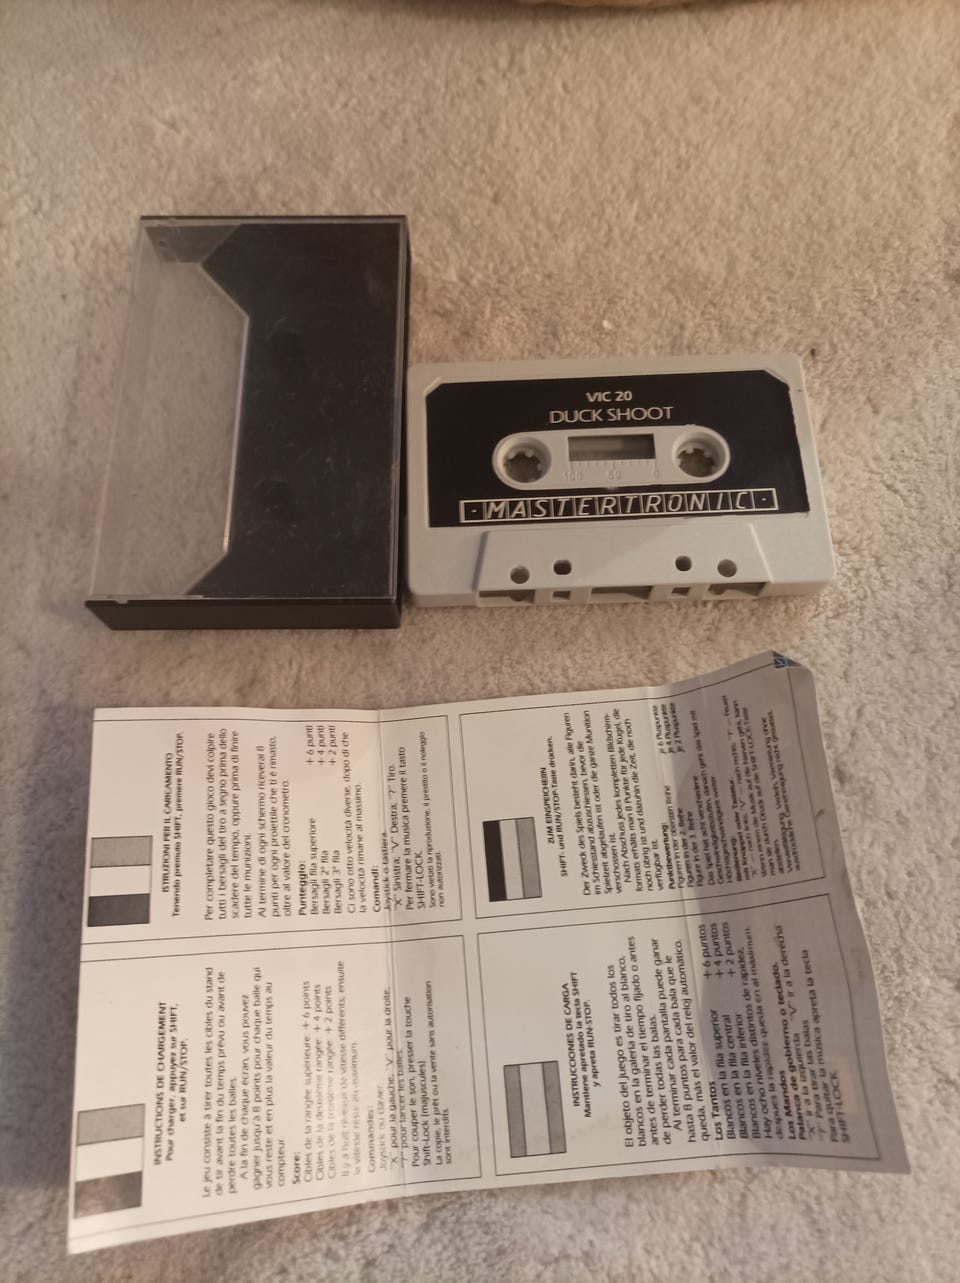 VIC 20
DUCK SHOOT
100 50 0
·MASTERTRONIC·
INSTRUCTIONS DE CHARGEMENT
Pour charger, appuyez sur SHIFT,
et sur RUN/STOP.
Le jeu consiste à tirer toutes les cibles du stand
de tir avant la fin du temps prévu ou avant de
perdre toutes les balles.
A la fin de chaque écran, vous pouvez
gagner jusqu'à 8 points pour chaque balle qui
vous reste et en plus la valeur du temps au
compteur.
Score:
Cibles de la rangée supérieure + 6 points
Cibles de la deuxième rangée + 4 points
Cibles de la troisième rangée + 2 points
Il y a huit niveaux de vitesse différents; ensuite
la vitesse reste au maximum.
Commandes:
Joystick ou clavier.
"X" pour la gauche, "V" pour la droite,
"7" pour lancer les balles.
Pour couper le son, presser la touche
Shift-Lock (majuscules)
La copie, le prêt ou la vente sans autorisation
sont interdits.
ISTRUZIONI PER IL CARICAMENTO
Tenendo premuto SHIFT, premere RUN/STOP.
Per completare questo gioco devi colpire
tutti i bersagli del tiro a segno prima dello
scadere del tempo, oppure prima di finire
tutte le munizioni.
Al termine di ogni schermo riceverai 8
punti per ogni proiettile che ti è rimasto,
oltre al valore del cronometro.
Punteggio:
Bersagli fila superiore + 6 punti
Bersagli 2ª fila + 4 punti
Bersagli 3ª fila + 2 punti
Ci sono otto velocità diverse, dopo di che
la velocità rimane al massimo.
Comandi:
Joystick o tastiera
"X" Sinistra; "V" Destra; "7" Tiro.
Per fermare la musica premere il tasto
SHIFT-LOCK.
Sono vietati la riproduzione, il prestito o il noleggio
non autorizzati.
INSTRUCCIONES DE CARGA
Mantiene apretado la tecla SHIFT
y apreta RUN-STOP.
El objeto del juego es tirar todos los
blancos en la galería de tiro al blanco,
antes de terminar el tiempo fijado o antes
de perder todas las balas.
Al terminar cada pantalla puede ganar
hasta 8 puntos para cada bala que le
queda, más el valor del reloj automático.
Los Tantos
Blancos en la fila superior + 6 puntos
Blancos en la fila central + 4 puntos
Blancos en la fila inferior + 2 puntos
Hay ocho niveles distintos de rapidez,
después la rapidez queda en al máximum.
Los Mandos
Palanca de gobierno o teclado.
"X" ir a la izquierda "V" ir a la derecha
"7" Para tirar las balas
Para quitar la música apreta la tecla
SHIFT-LOCK
ZUM EINSPEICHERN
SHIFT- und RUN/STOP-Taste drücken.
Der Zweck des Spiels besteht darin, alle Figuren
im Schießstand abzuschiessen, bevor die
Spielzeit abgelaufen ist oder die ganze Munition
verschossen ist.
Nach Abschuss jedes kompletten Bildschirm-
formats erhält man 8 Punkte für jede Kugel, die
noch übrig ist und dazuhin die Zeit, die noch
verfügbar ist.
Punktbewertung:
Figuren in der obersten Reihe je 6 Pluspunkte
Figuren in der 2. Reihe je 4 Pluspunkte
Figuren in der 3. Reihe je 2 Pluspunkte
Das Spiel hat acht verschiedene
Geschwindigkeitsstufen, danach geht das Spiel mit
Höchstgeschwindigkeit weiter.
Bedienung: